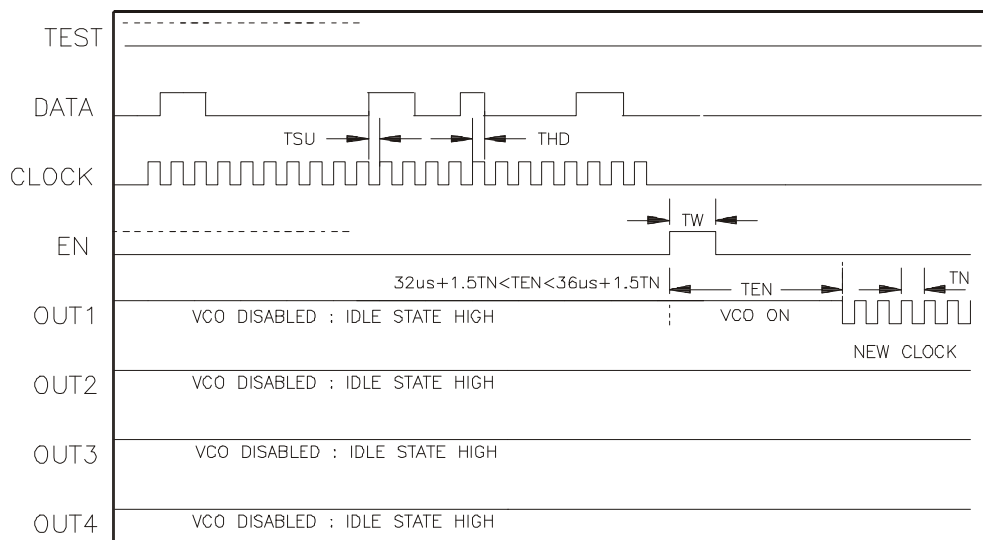 TEST
DATA
TSU
THD
CLOCK
TW
EN
32us+1.5TN<TEN<36us+1.5TN
TEN
TN
OUT1
VCO DISABLED : IDLE STATE HIGH
VCO ON
NEW CLOCK
OUT2
VCO DISABLED : IDLE STATE HIGH
OUT3
VCO DISABLED : IDLE STATE HIGH
OUT4
VCO DISABLED : IDLE STATE HIGH